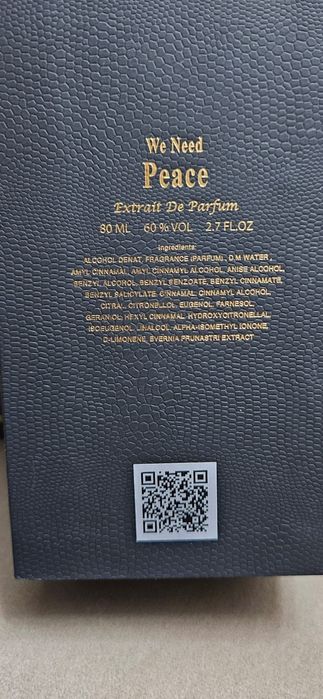 We Need
Peace
Extrait De Parfum
80 ML 60 % VOL 2.7 FL.OZ
Ingredients:
ALCOHOL DENAT, FRAGRANCE (PARFUM), D.M WATER,
AMYL CINNAMAL, AMYL CINNAMYL ALCOHOL, ANISE ALCOHOL,
BENZYL ALCOHOL, BENZYL BENZOATE, BENZYL CINNAMATE,
BENZYL SALICYLATE, CINNAMAL, CINNAMYL ALCOHOL,
CITRAL, CITRONELLOL, EUGENOL, FARNESOL,
GERANIOL, HEXYL CINNAMAL, HYDROXYCITRONELLAL,
ISOEUGENOL, LINALOOL, ALPHA-ISOMETHYL IONONE,
D-LIMONENE, EVERNIA PRUNASTRI EXTRACT